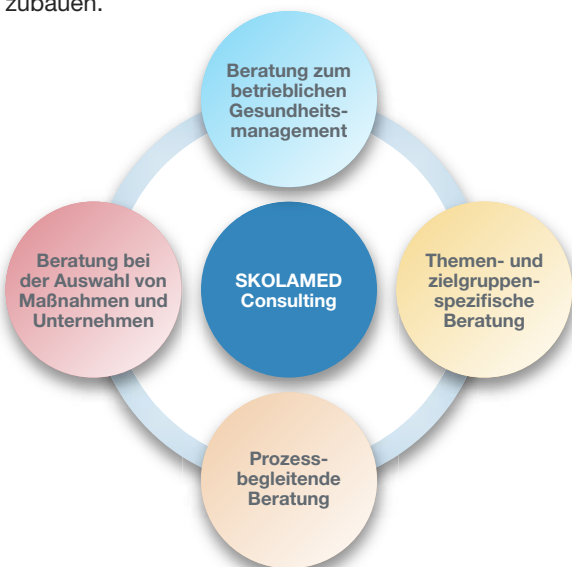 zubauen.
Beratung zum
betrieblichen
Gesundheits-
management
Beratung bei
der Auswahl von
Maßnahmen und
Unternehmen
SKOLAMED
Consulting
Themen- und
zielgruppen-
spezifische
Beratung
Prozess-
begleitende
Beratung